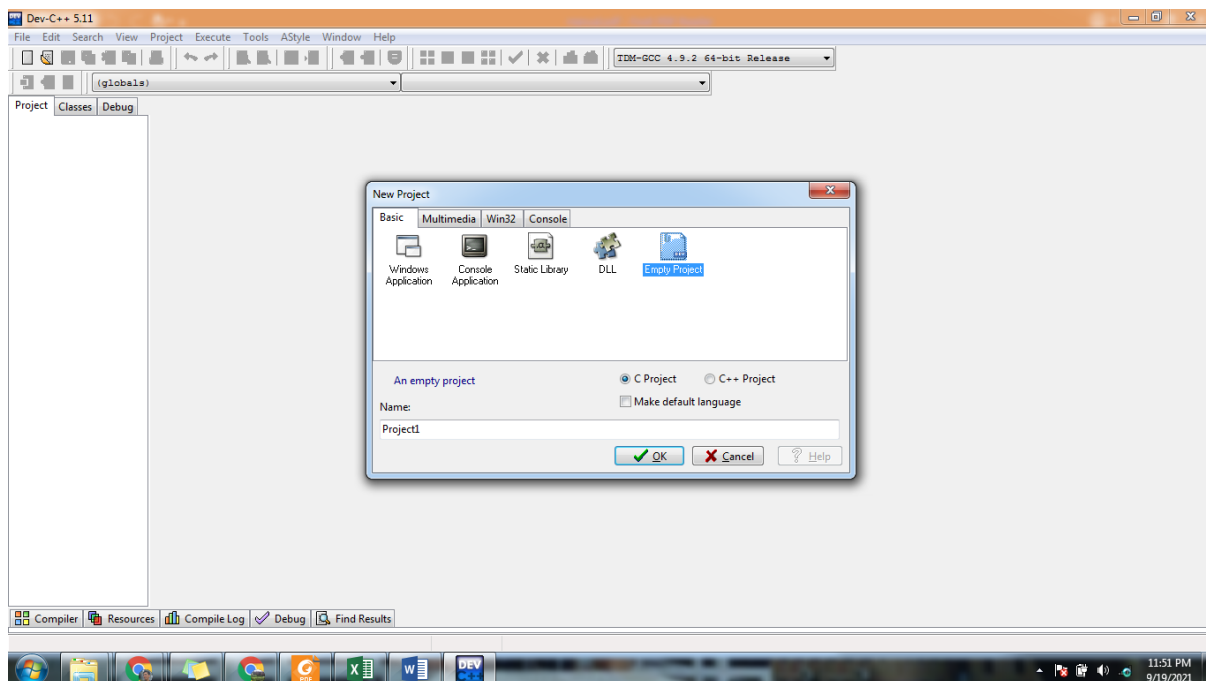 Dev-C++ 5.11
File Edit Search View Project Execute Tools AStyle Window Help
TDM-GCC 4.9.2 64-bit Release
(globals)
Project Classes Debug
New Project
Basic Multimedia Win32 Console
Windows Application
Console Application
Static Library
DLL
Empty Project
An empty project
C Project C++ Project
Make default language
Name:
Project1
OK Cancel Help
Compiler Resources Compile Log Debug Find Results
PDF
DEV
C++
11:51 PM
9/19/2021